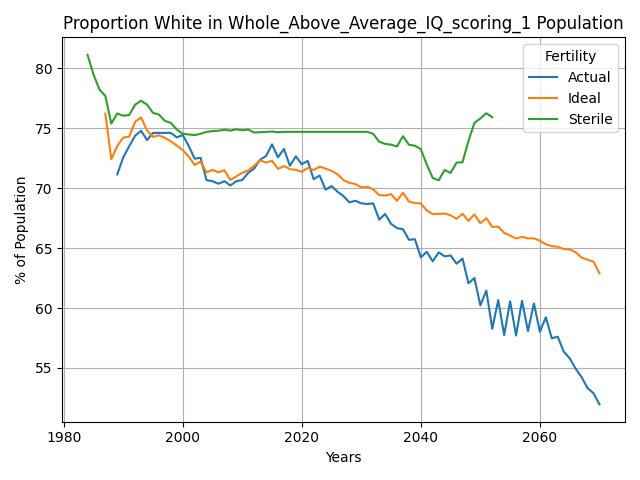 Proportion White in Whole_Above_Average_IQ_scoring_1 Population
Fertility
Actual
Ideal
Sterile
% of Population
80
75
70
65
60
55
1980
2000
2020
2040
2060
Years